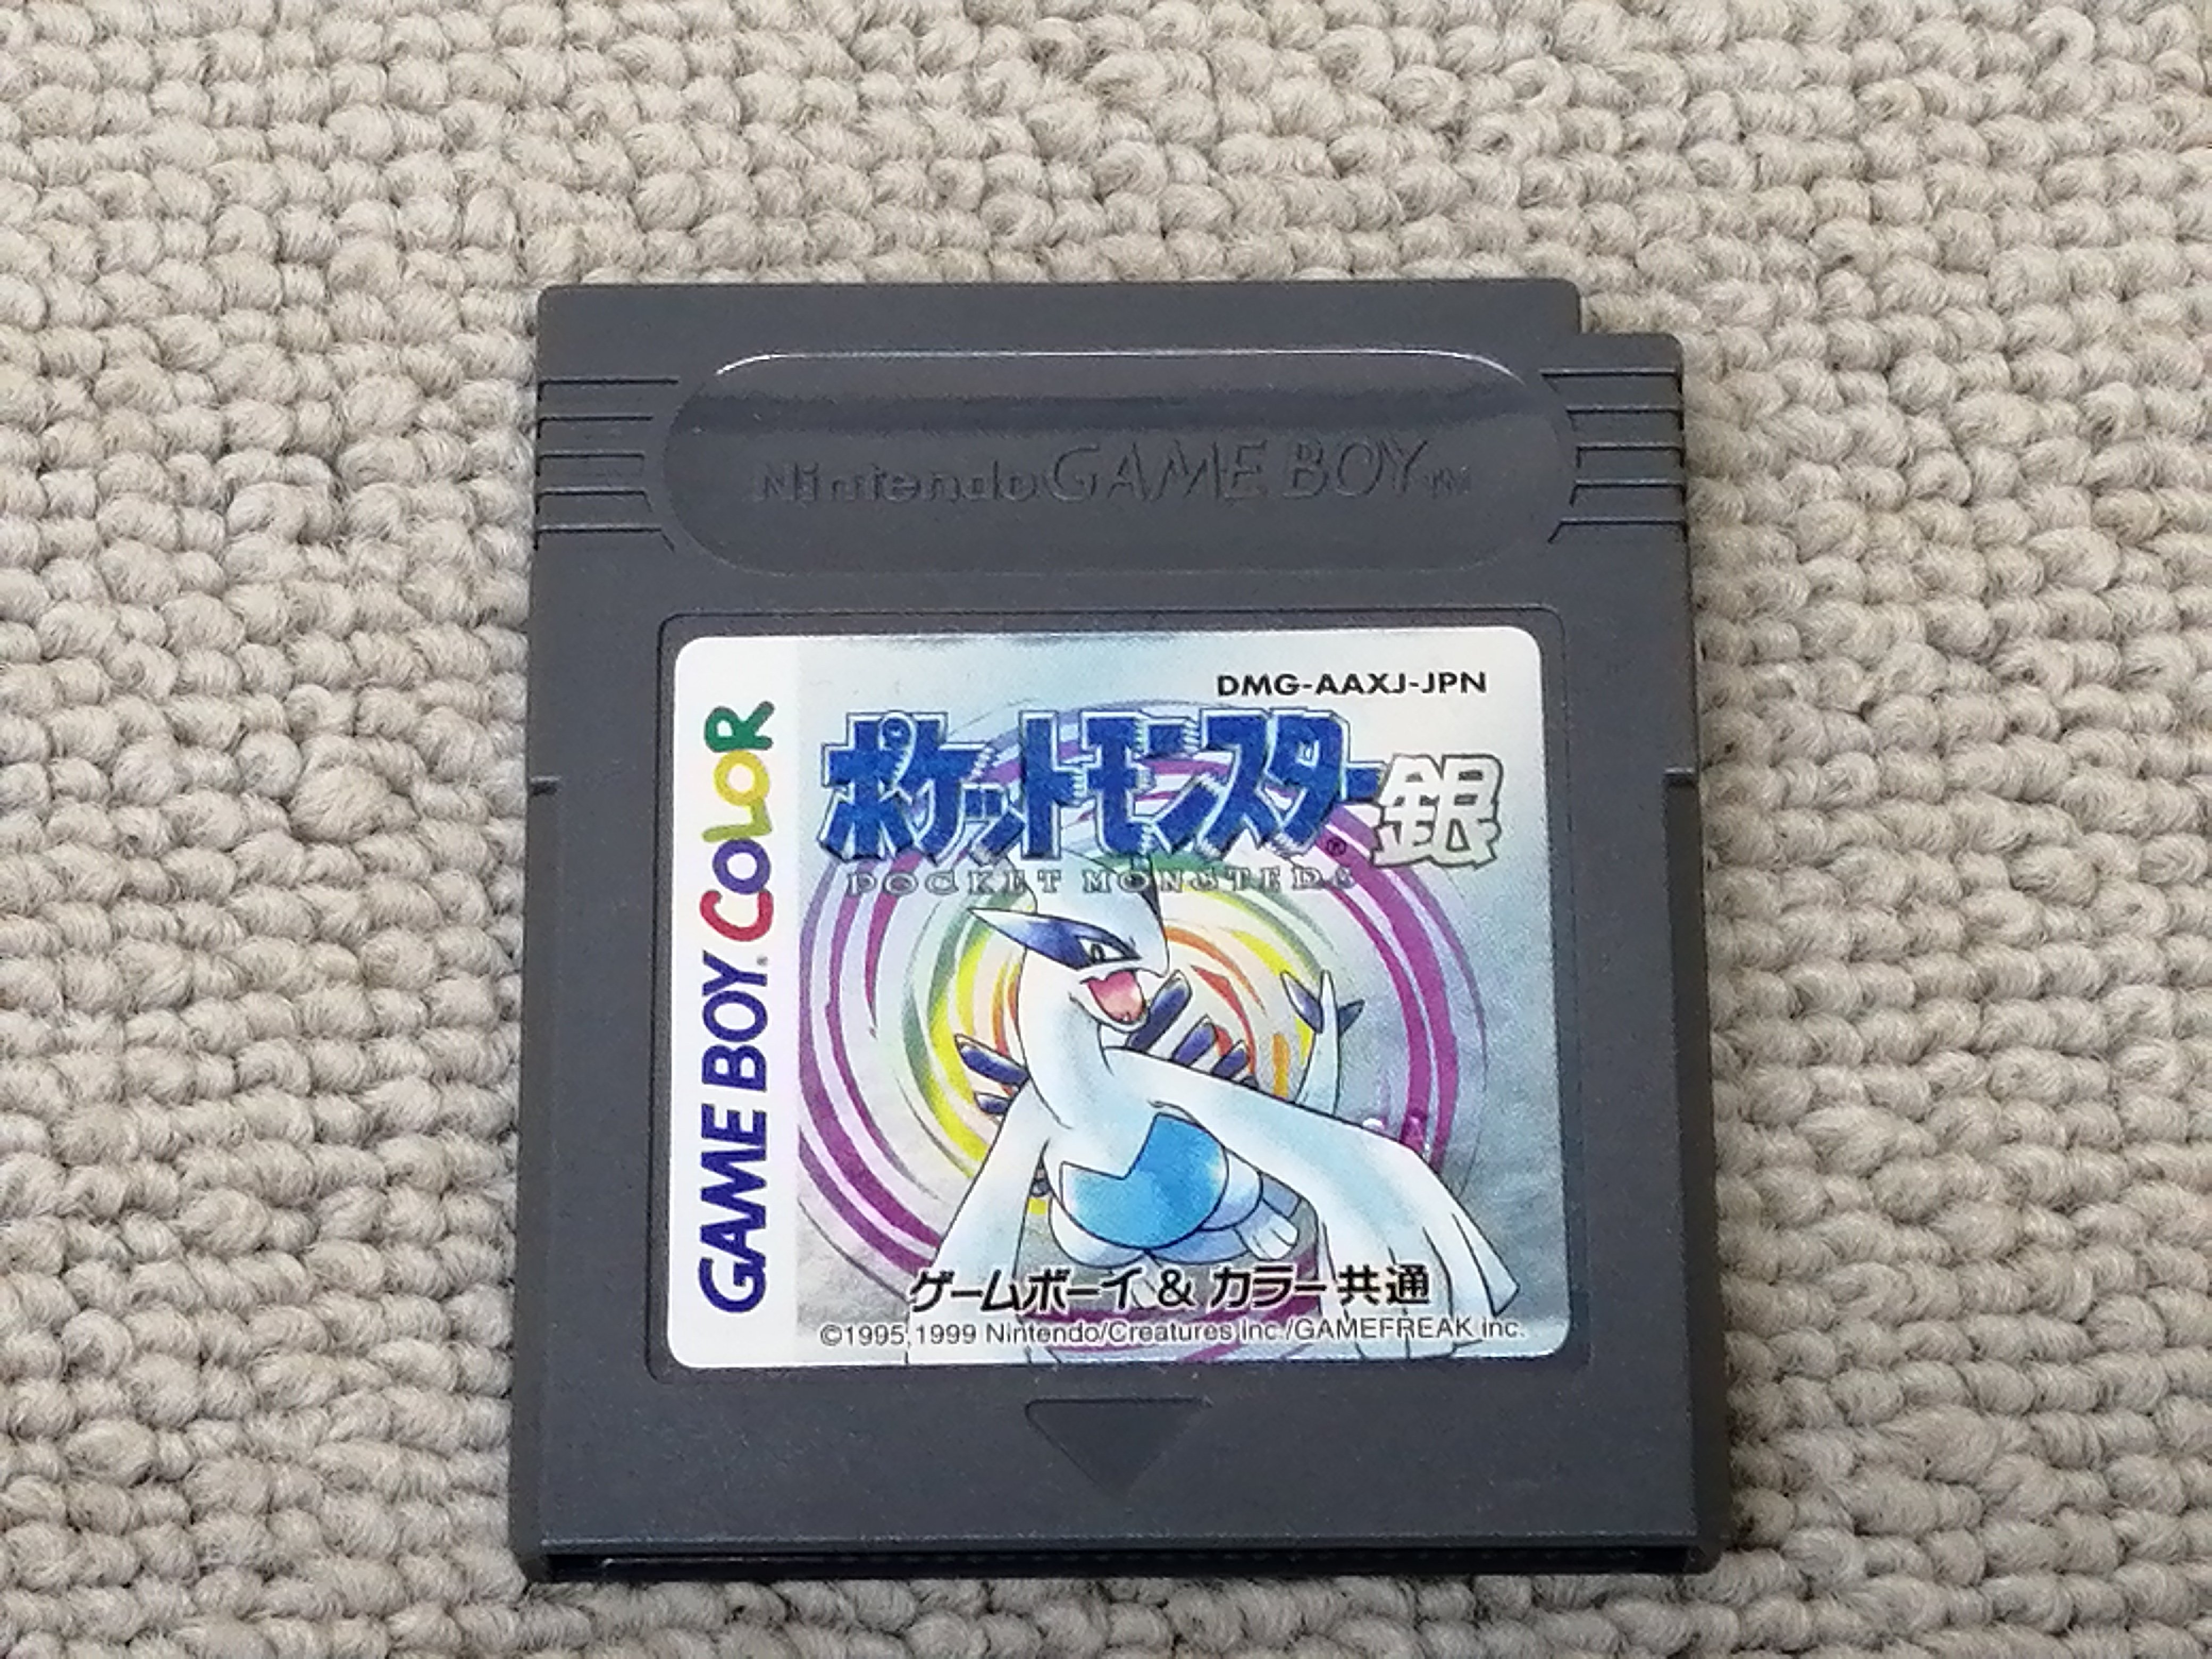 Nintendo GAME BOY™
DMG-AAXJ-JPN
ポケットモンスター銀
®
POCKET MONSTERS
GAME BOY COLOR
ゲームボーイ & カラー共通
©1995,1999 Nintendo/Creatures inc./GAMEFREAK inc.